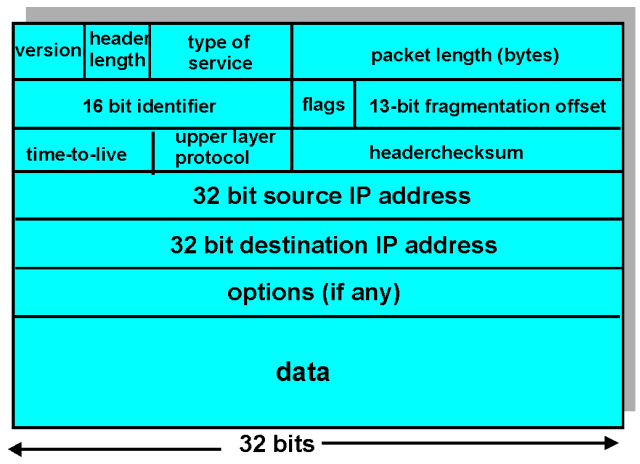 version
header
length
type of
service
packet length (bytes)
16 bit identifier
flags
13-bit fragmentation offset
time-to-live
upper layer
protocol
headerchecksum
32 bit source IP address
32 bit destination IP address
options (if any)
data
32 bits